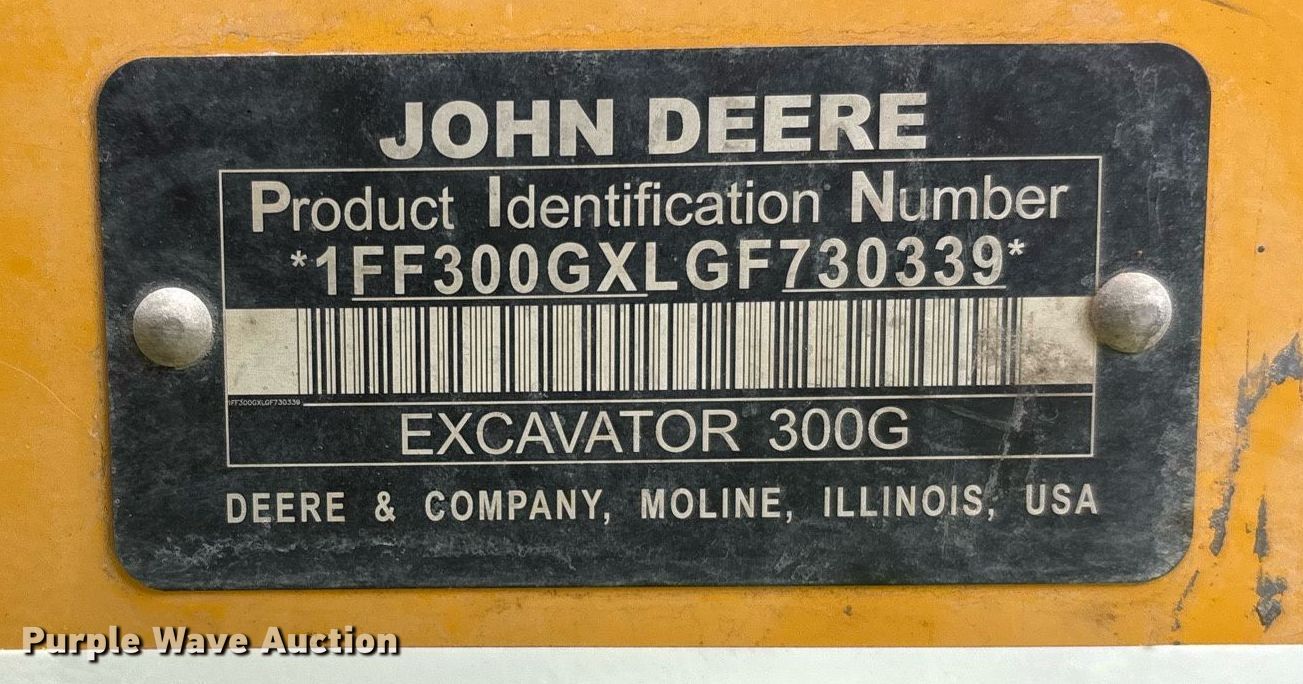 JOHN DEERE
Product Identification Number
*1FF300GXLGF730339*
1FF300GXLGF730339
EXCAVATOR 300G
DEERE & COMPANY, MOLINE, ILLINOIS, USA
Purple Wave Auction